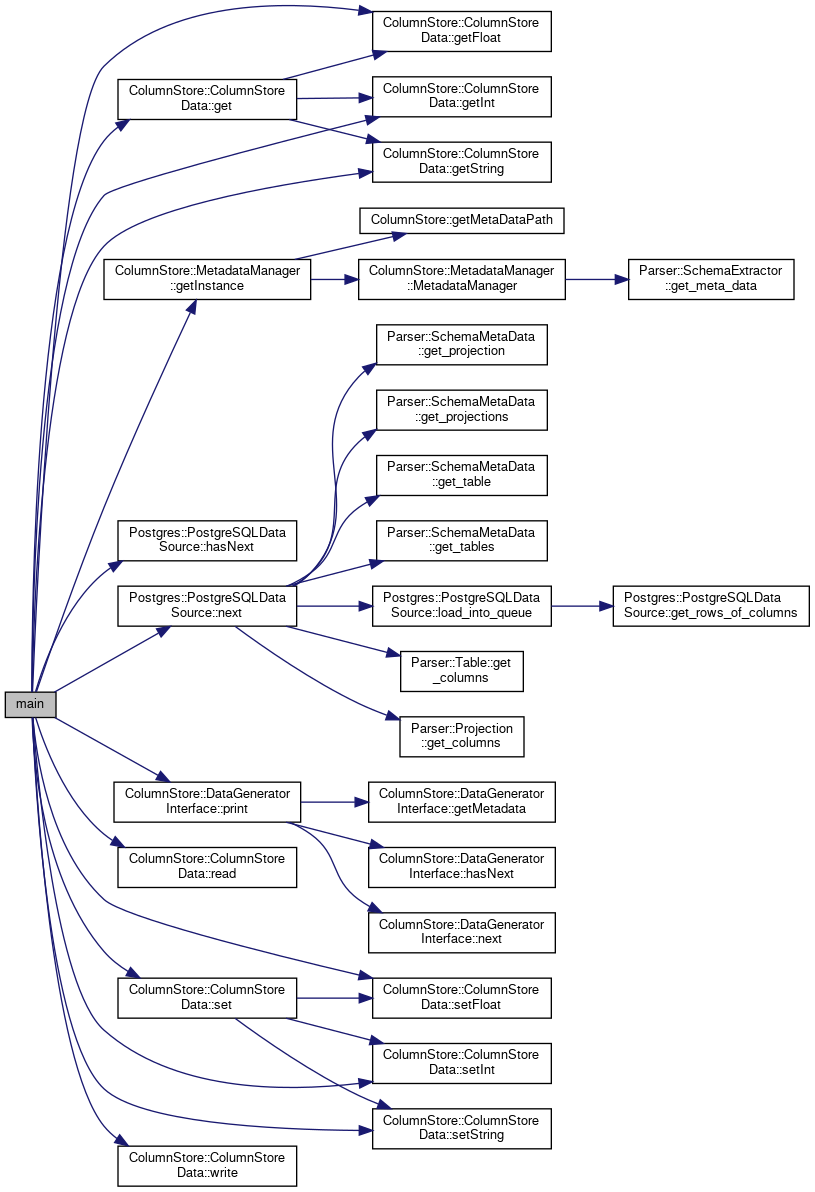 ColumnStore::ColumnStore
Data::getFloat
ColumnStore::ColumnStore
Data::get
ColumnStore::ColumnStore
Data::getInt
ColumnStore::ColumnStore
Data::getString
ColumnStore::getMetaDataPath
ColumnStore::MetadataManager
::getInstance
ColumnStore::MetadataManager
::MetadataManager
Parser::SchemaExtractor
::get_meta_data
Parser::SchemaMetaData
::get_projection
Parser::SchemaMetaData
::get_projections
Parser::SchemaMetaData
::get_table
Postgres::PostgreSQLData
Source::hasNext
Parser::SchemaMetaData
::get_tables
Postgres::PostgreSQLData
Source::next
Postgres::PostgreSQLData
Source::load_into_queue
Postgres::PostgreSQLData
Source::get_rows_of_columns
Parser::Table::get
_columns
main
Parser::Projection
::get_columns
ColumnStore::DataGenerator
Interface::print
ColumnStore::DataGenerator
Interface::getMetadata
ColumnStore::ColumnStore
Data::read
ColumnStore::DataGenerator
Interface::hasNext
ColumnStore::DataGenerator
Interface::next
ColumnStore::ColumnStore
Data::set
ColumnStore::ColumnStore
Data::setFloat
ColumnStore::ColumnStore
Data::setInt
ColumnStore::ColumnStore
Data::setString
ColumnStore::ColumnStore
Data::write